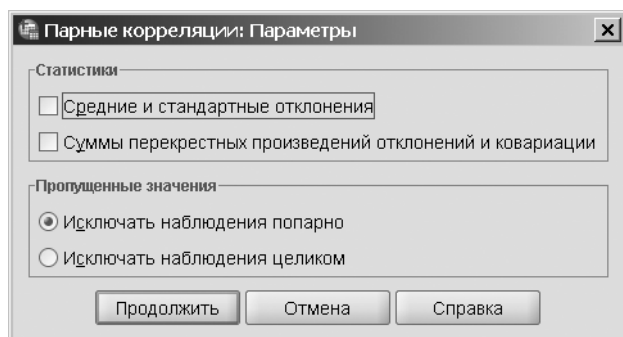 Парные корреляции: Параметры
Статистики
Средние и стандартные отклонения
Суммы перекрестных произведений отклонений и ковариации
Пропущенные значения
Исключать наблюдения попарно
Исключать наблюдения целиком
Продолжить Отмена Справка